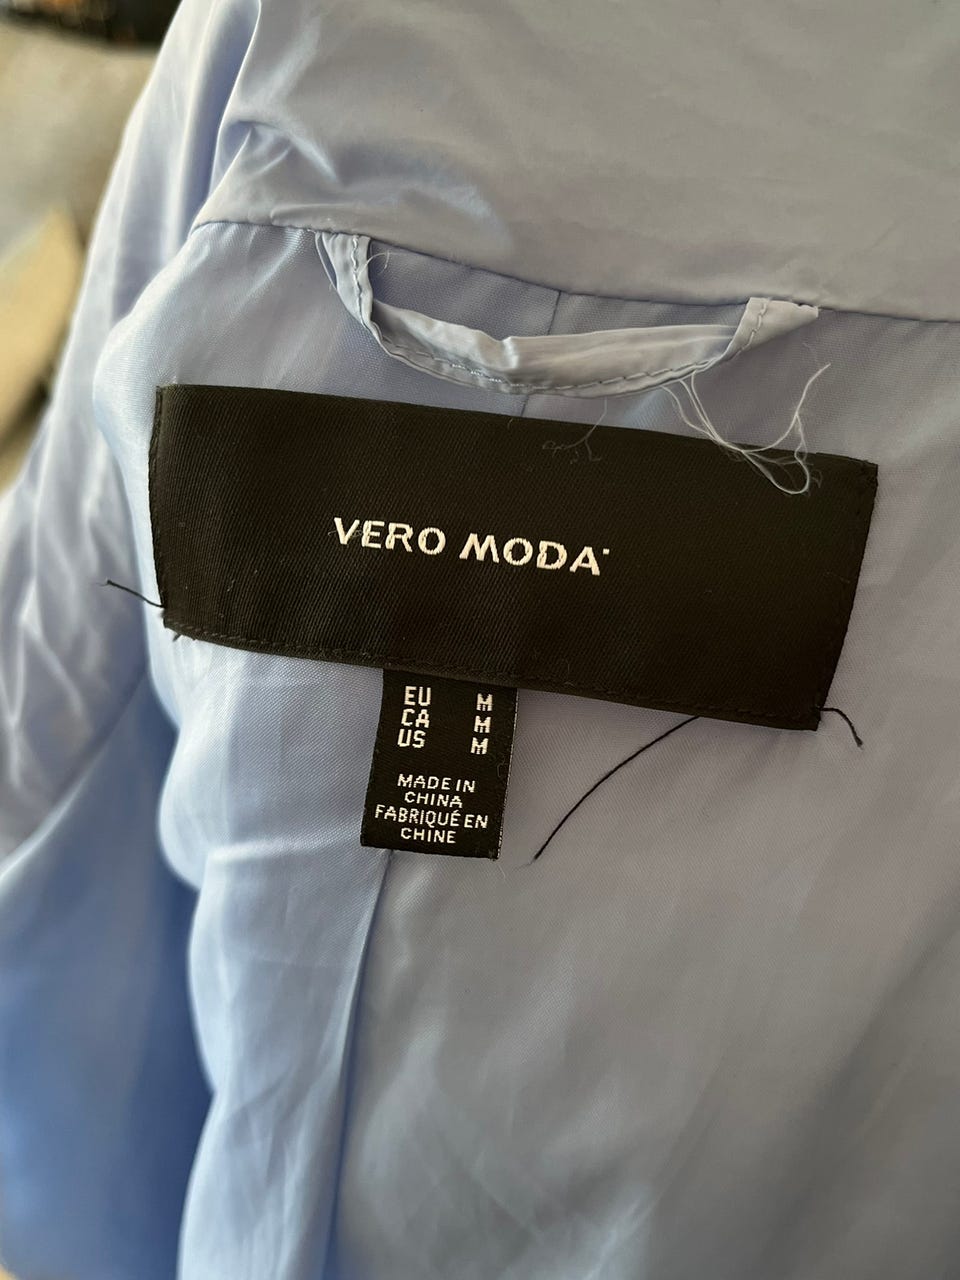 VERO MODA
EU M
CA M
US M
MADE IN
CHINA
FABRIQUÉ EN
CHINE